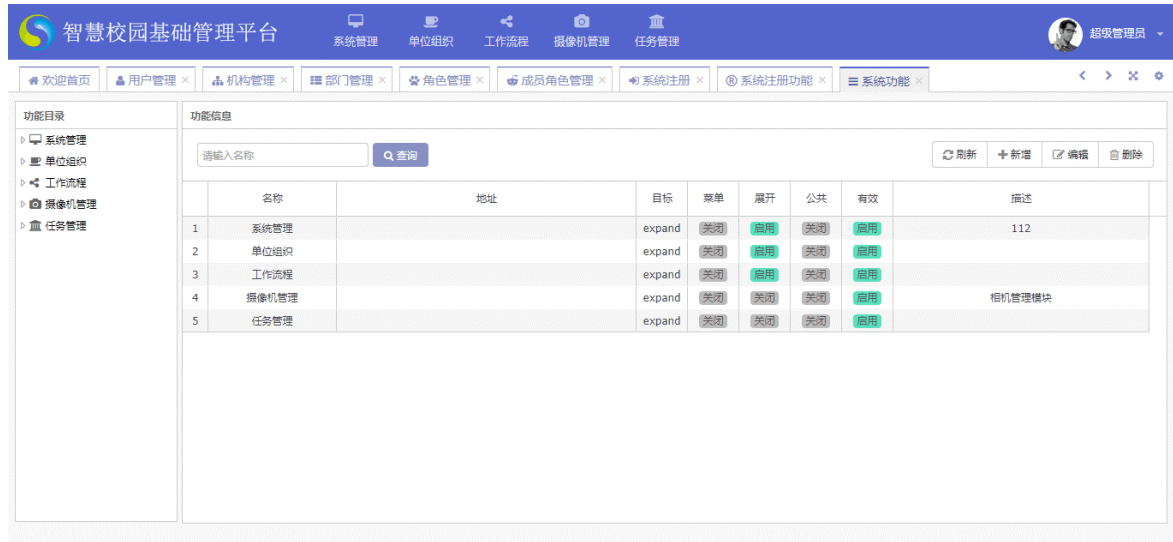 智慧校园基础管理平台
系统管理 单位组织 工作流程 摄像机管理 任务管理
超级管理员
欢迎首页 用户管理 × 机构管理 × 部门管理 × 角色管理 × 成员角色管理 × 系统注册 × ® 系统注册功能 × 系统功能 ×
功能目录
系统管理
单位组织
工作流程
摄像机管理
任务管理
功能信息
请输入名称 查询 刷新 新增 编辑 删除
名称 地址 目标 菜单 展开 公共 有效 描述
1 系统管理 expand 关闭 启用 关闭 启用 112
2 单位组织 expand 关闭 启用 关闭 启用
3 工作流程 expand 关闭 启用 关闭 启用
4 摄像机管理 expand 关闭 关闭 关闭 启用 相机管理模块
5 任务管理 expand 关闭 关闭 关闭 启用